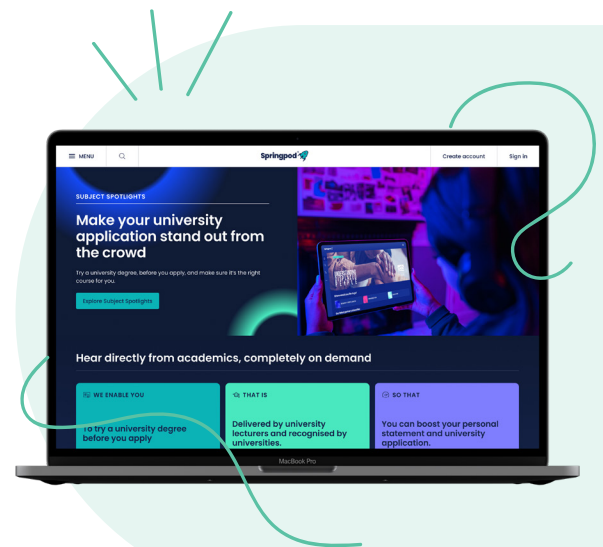 MENU
Springpod
Create account
Sign in
SUBJECT SPOTLIGHTS
Make your university
application stand out from
the crowd
Try a university degree, before you apply, and make sure it's the right
course for you.
Explore Subject Spotlights
Hear directly from academics, completely on demand
WE ENABLE YOU
To try a university degree
before you apply
THAT IS
Delivered by university
lecturers and recognised by
universities.
SO THAT
You can boost your personal
statement and university
application.
MacBook Pro